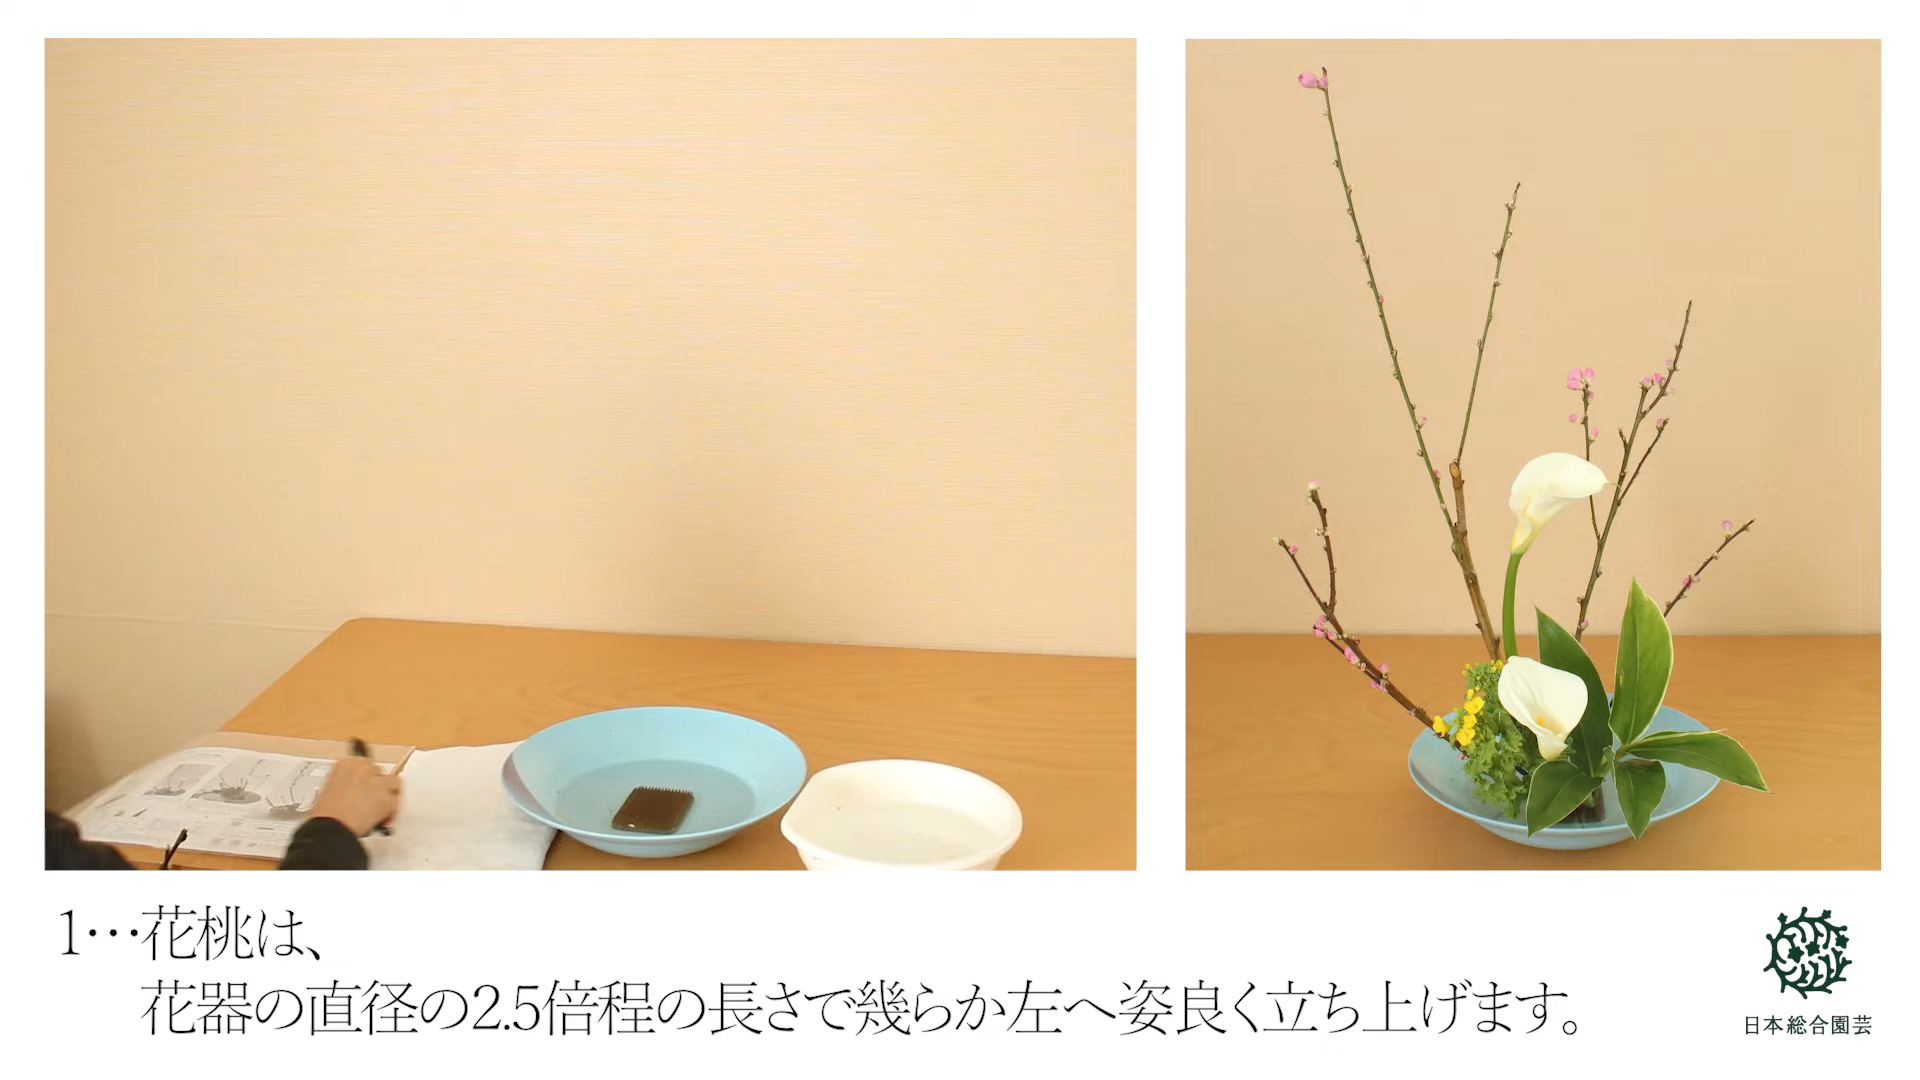 1…花桃は、
花器の直径の2.5倍程の長さで幾らか左へ姿良く立ち上げます。
日本総合園芸